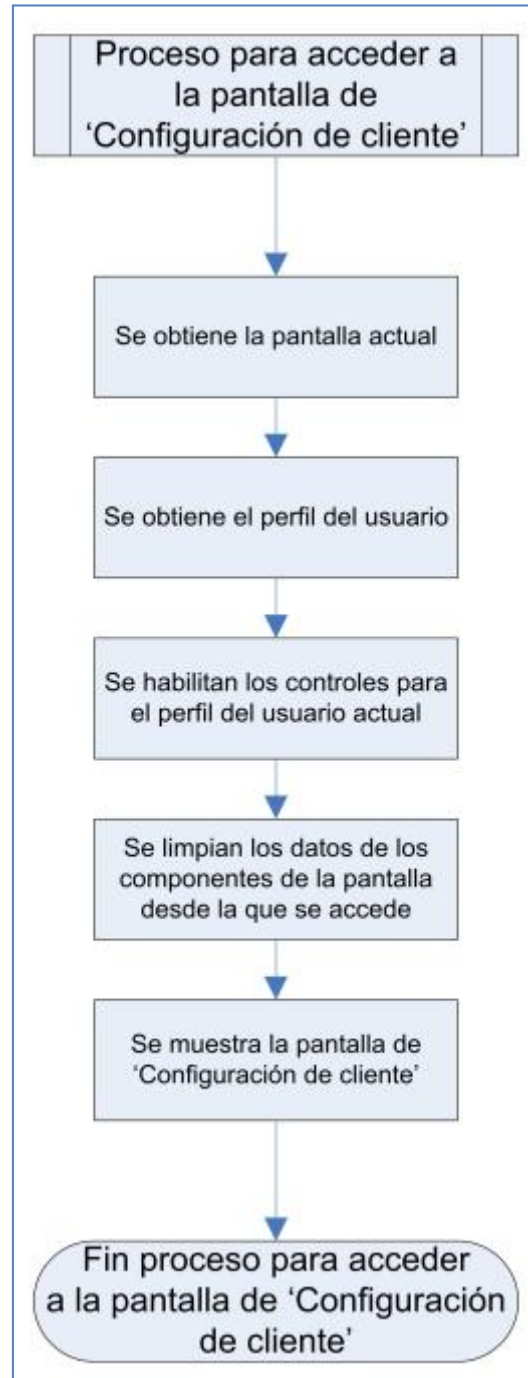 Proceso para acceder a
la pantalla de
‘Configuración de cliente’
Se obtiene la pantalla actual
Se obtiene el perfil del usuario
Se habilitan los controles para
el perfil del usuario actual
Se limpian los datos de los
componentes de la pantalla
desde la que se accede
Se muestra la pantalla de
‘Configuración de cliente’
Fin proceso para acceder
a la pantalla de ‘Configuración
de cliente’